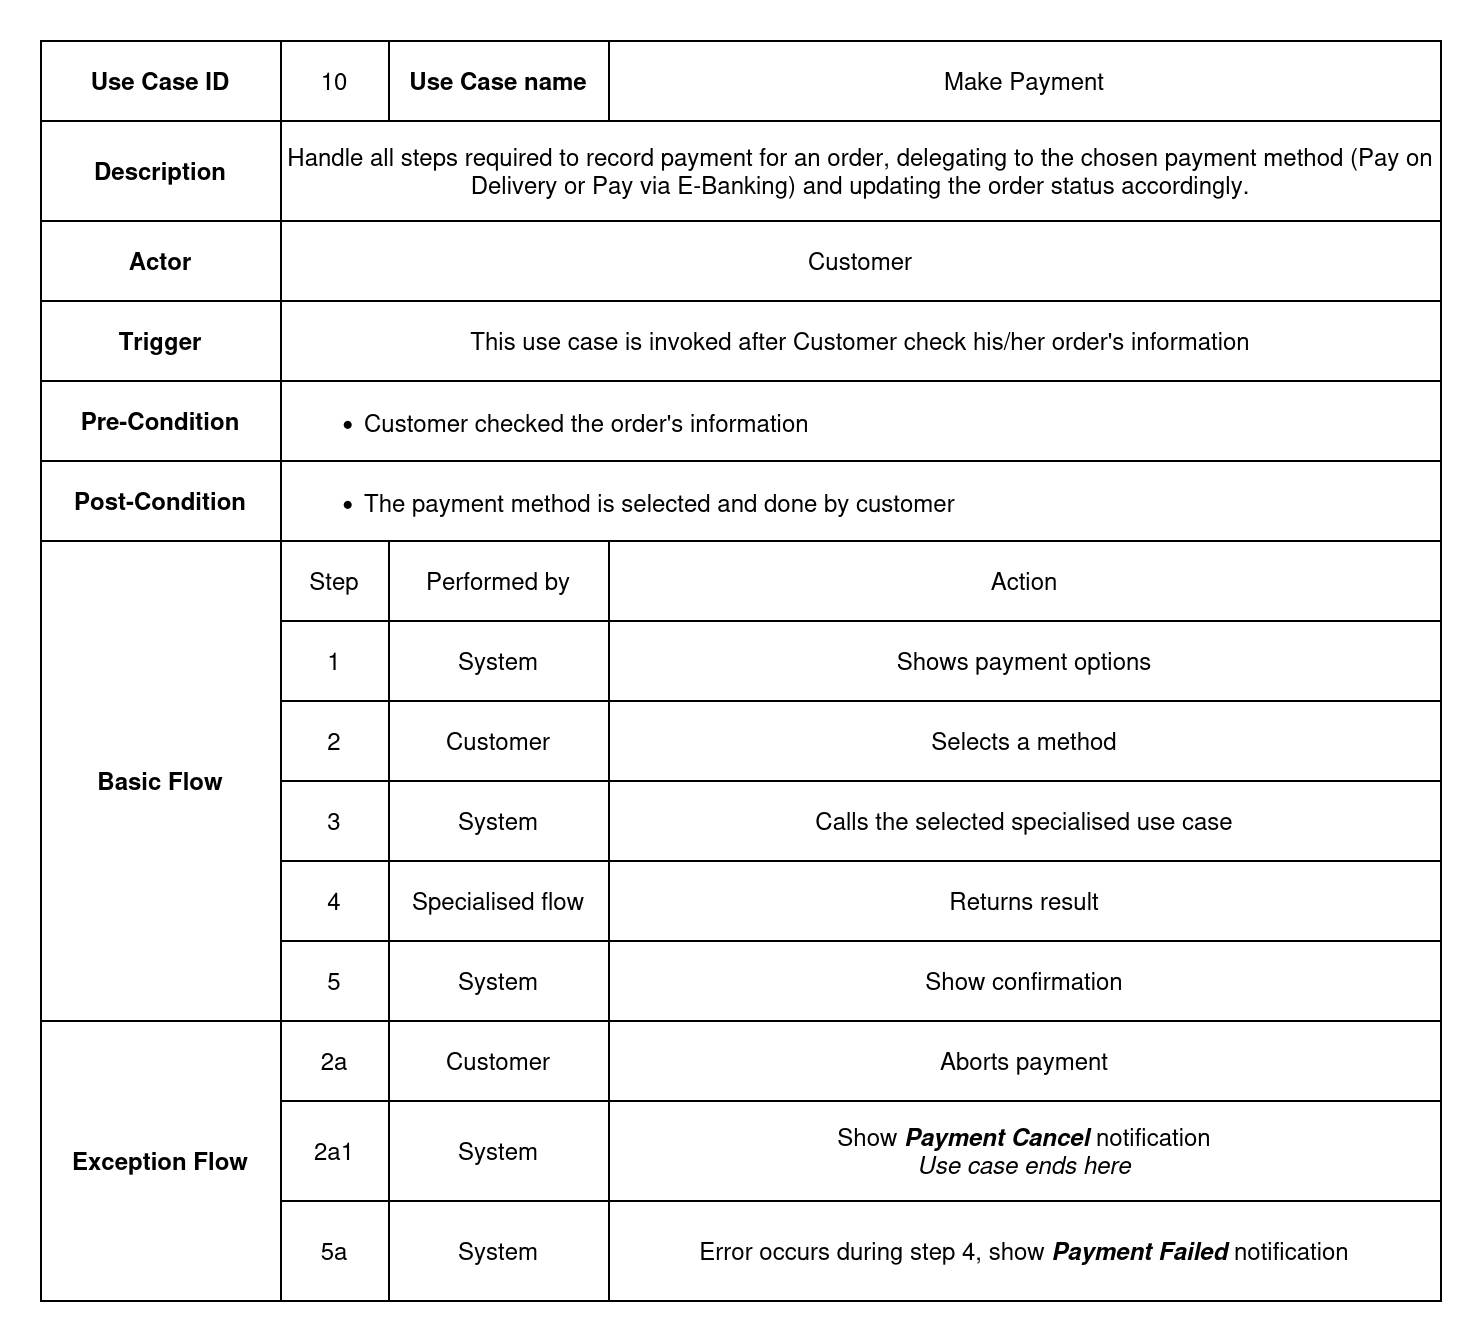 Use Case ID 10 Use Case name Make Payment
Description
Handle all steps required to record payment for an order, delegating to the chosen payment method (Pay on
Delivery or Pay via E-Banking) and updating the order status accordingly.
Actor Customer
Trigger This use case is invoked after Customer check his/her order's information
Pre-Condition • Customer checked the order's information
Post-Condition • The payment method is selected and done by customer
Basic Flow
Step Performed by Action
1 System Shows payment options
2 Customer Selects a method
3 System Calls the selected specialised use case
4 Specialised flow Returns result
5 System Show confirmation
Exception Flow
2a Customer Aborts payment
2a1 System Show Payment Cancel notification
Use case ends here
5a System Error occurs during step 4, show Payment Failed notification